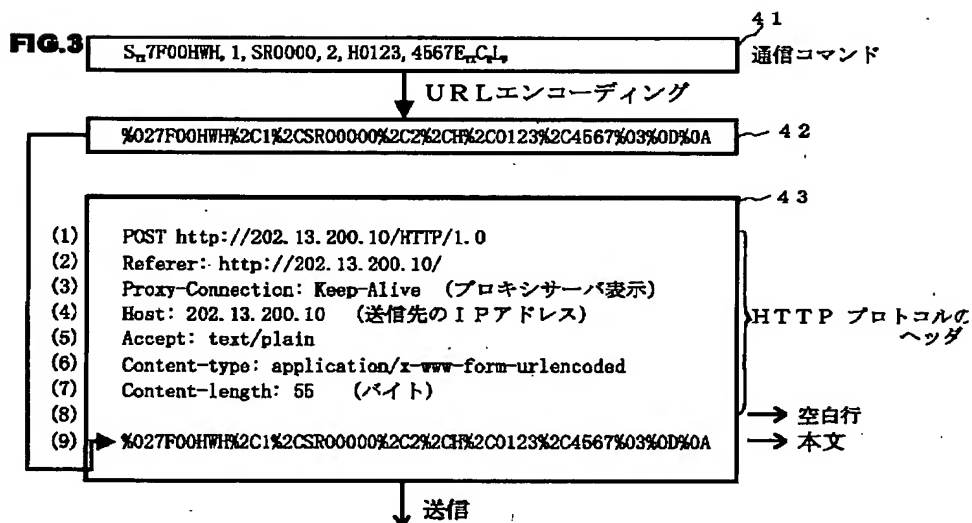 FIG.3
41
STX7F00HWH, 1, SR0000, 2, H0123, 4567ETXCRLF
通信コマンド
URLエンコーディング
%027F00HWH%2C1%2CSR00000%2C2%2CH%2C0123%2C4567%03%0D%0A
42
43
(1) POST http://202.13.200.10/HTTP/1.0
(2) Referer: http://202.13.200.10/
(3) Proxy-Connection: Keep-Alive (プロキシサーバ表示)
(4) Host: 202.13.200.10 (送信先のIPアドレス)
(5) Accept: text/plain
(6) Content-type: application/x-www-form-urlencoded
(7) Content-length: 55 (バイト)
HTTP プロトコルの
ヘッダ
(8) 空白行
(9) %027F00HWH%2C1%2CSR00000%2C2%2CH%2C0123%2C4567%03%0D%0A 本文
送信